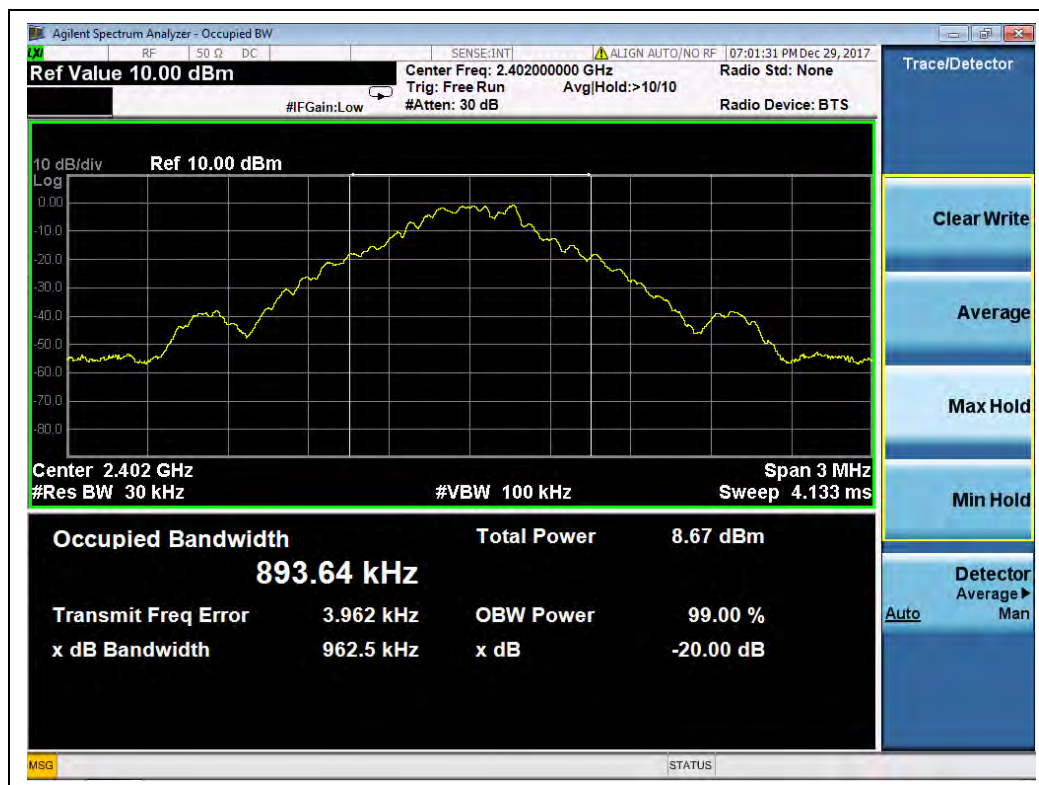 Agilent Spectrum Analyzer - Occupied BW
LXI RF 50 Ω DC SENSE:INT ALIGN AUTO/NO RF 07:01:31 PM Dec 29, 2017
Ref Value 10.00 dBm
Center Freq: 2.402000000 GHz
Radio Std: None
Trig: Free Run Avg|Hold:>10/10
#IFGain:Low #Atten: 30 dB Radio Device: BTS
10 dB/div Ref 10.00 dBm
Log
0.00
-10.0
-20.0
-30.0
-40.0
-50.0
-60.0
-70.0
-80.0
Center 2.402 GHz Span 3 MHz
#Res BW 30 kHz #VBW 100 kHz Sweep 4.133 ms
Occupied Bandwidth Total Power 8.67 dBm
893.64 kHz
Transmit Freq Error 3.962 kHz OBW Power 99.00 %
x dB Bandwidth 962.5 kHz x dB -20.00 dB
MSG STATUS
Trace/Detector
Clear Write
Average
Max Hold
Min Hold
Detector
Average
Auto Man